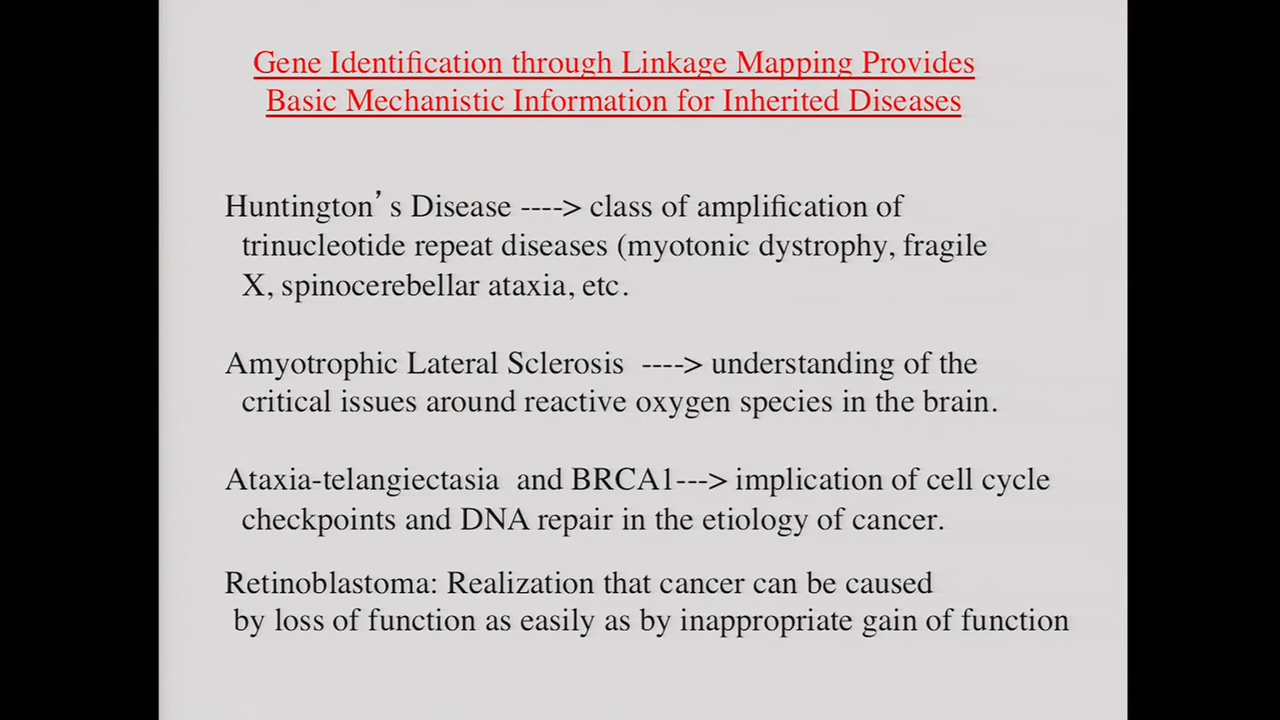 Gene Identification through Linkage Mapping Provides
Basic Mechanistic Information for Inherited Diseases
Huntington’s Disease ----> class of amplification of
trinucleotide repeat diseases (myotonic dystrophy, fragile
X, spinocerebellar ataxia, etc.
Amyotrophic Lateral Sclerosis ----> understanding of the
critical issues around reactive oxygen species in the brain.
Ataxia-telangiectasia and BRCA1---> implication of cell cycle
checkpoints and DNA repair in the etiology of cancer.
Retinoblastoma: Realization that cancer can be caused
by loss of function as easily as by inappropriate gain of function